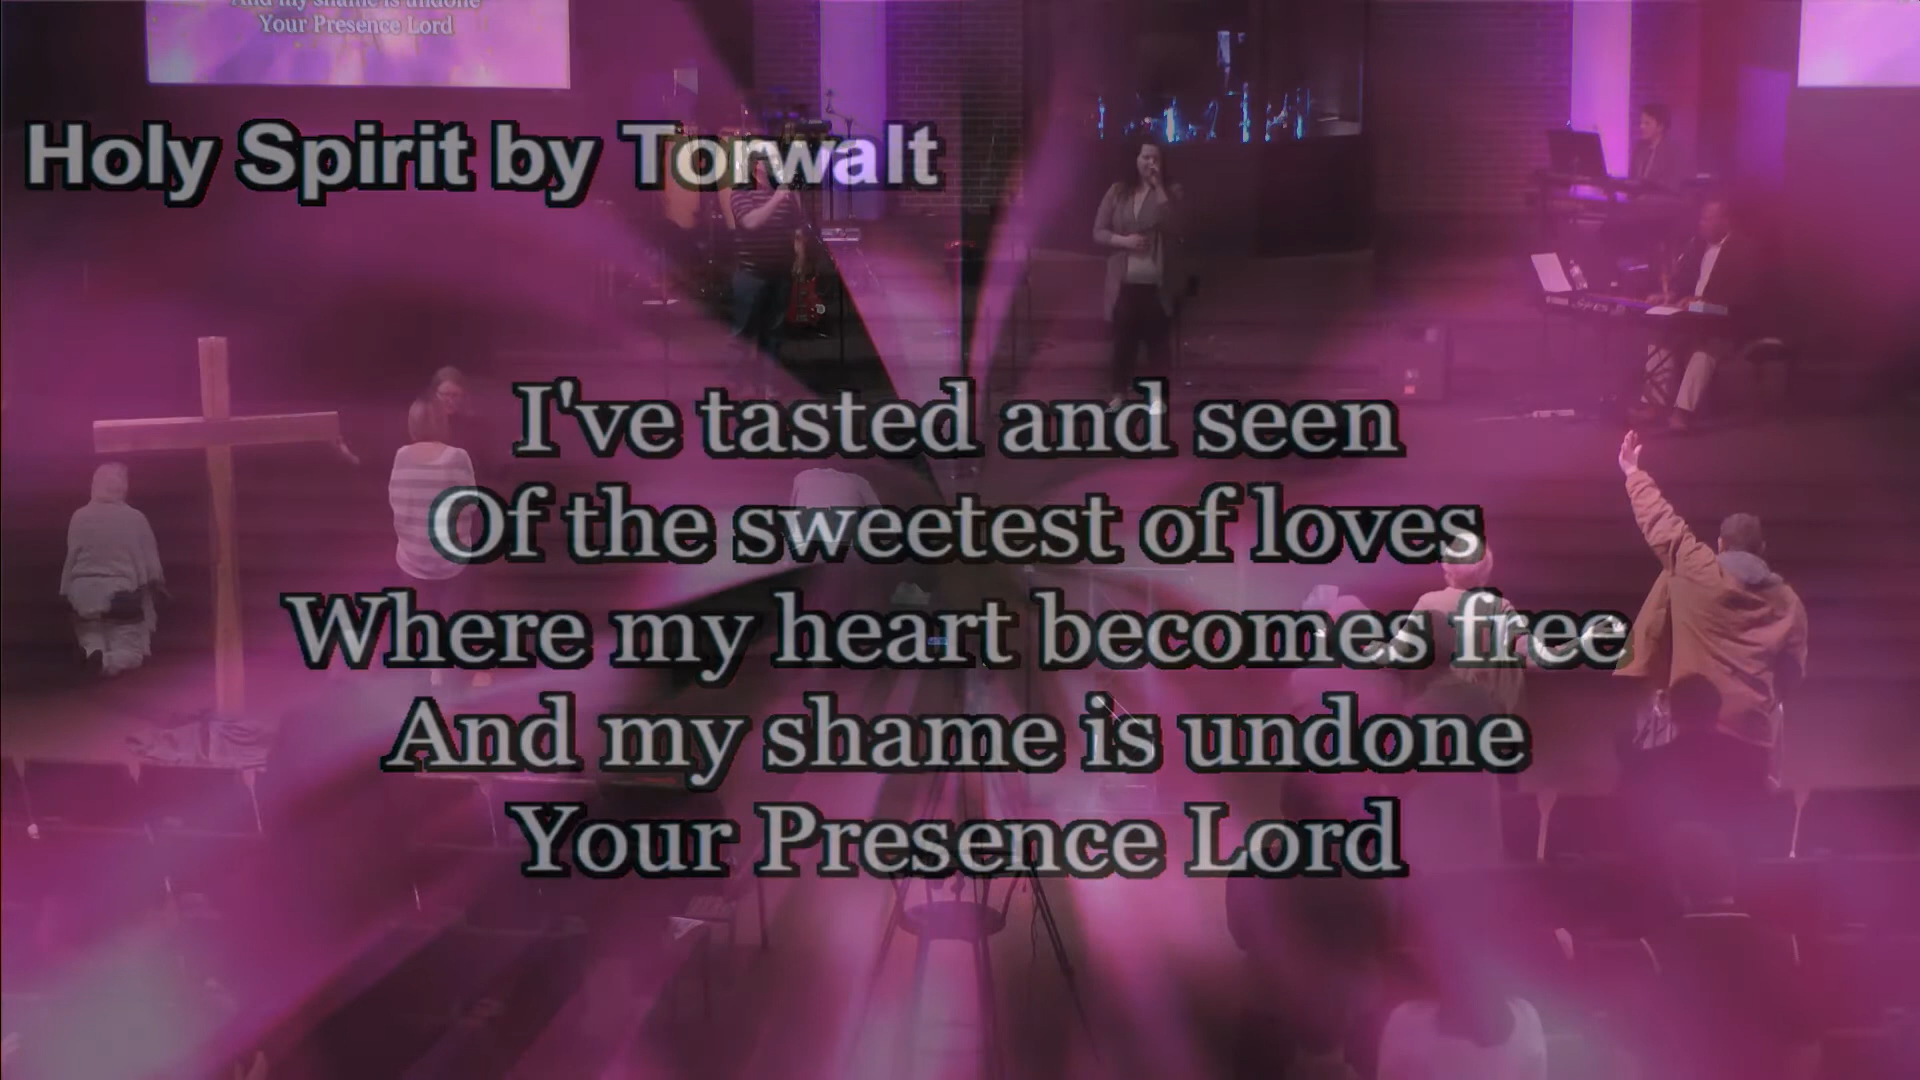 And my shame is undone
Your Presence Lord
Holy Spirit by Torwalt
I've tasted and seen
Of the sweetest of loves
Where my heart becomes free
And my shame is undone
Your Presence Lord